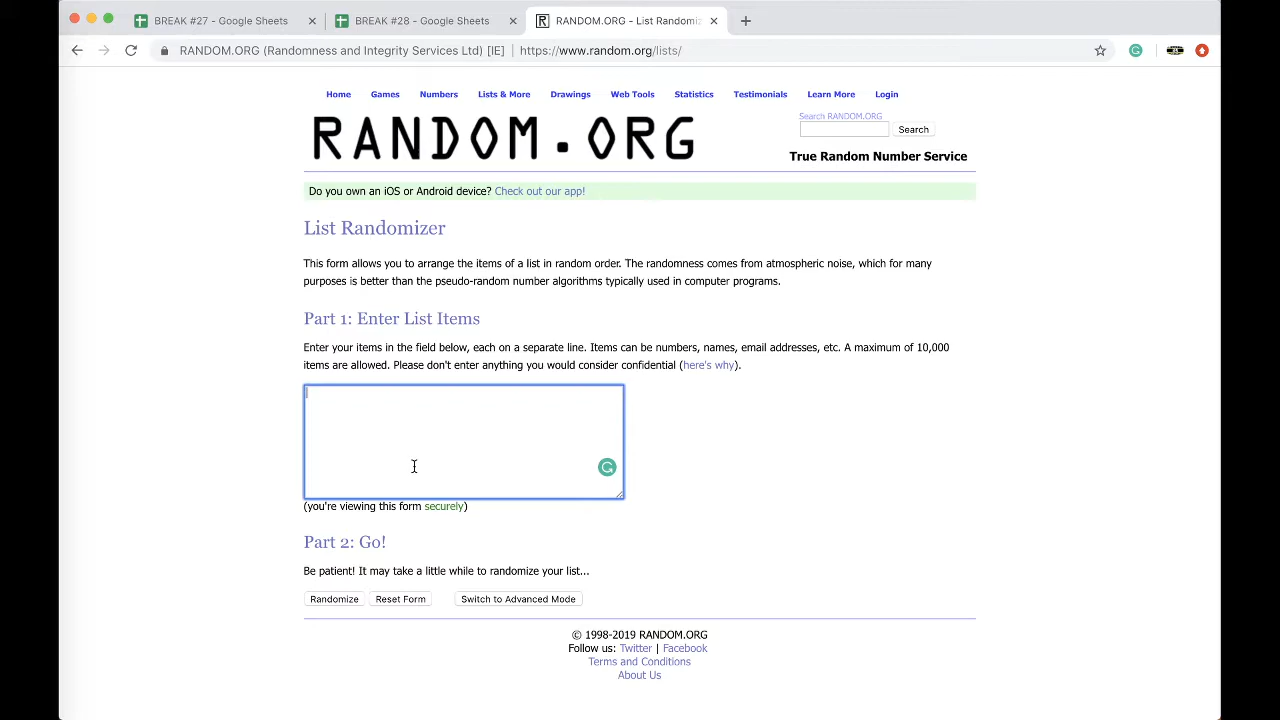 BREAK #27 - Google Sheets
BREAK #28 - Google Sheets
RANDOM.ORG - List Randomiz
RANDOM.ORG (Randomness and Integrity Services Ltd) [IE] https://www.random.org/lists/
Home Games Numbers Lists & More Drawings Web Tools Statistics Testimonials Learn More Login
RANDOM.ORG
Search RANDOM.ORG
Search
True Random Number Service
Do you own an iOS or Android device? Check out our app!
List Randomizer
This form allows you to arrange the items of a list in random order. The randomness comes from atmospheric noise, which for many
purposes is better than the pseudo-random number algorithms typically used in computer programs.
Part 1: Enter List Items
Enter your items in the field below, each on a separate line. Items can be numbers, names, email addresses, etc. A maximum of 10,000
items are allowed. Please don't enter anything you would consider confidential (here's why).
(you're viewing this form securely)
Part 2: Go!
Be patient! It may take a little while to randomize your list...
Randomize Reset Form Switch to Advanced Mode
© 1998-2019 RANDOM.ORG
Follow us: Twitter | Facebook
Terms and Conditions
About Us